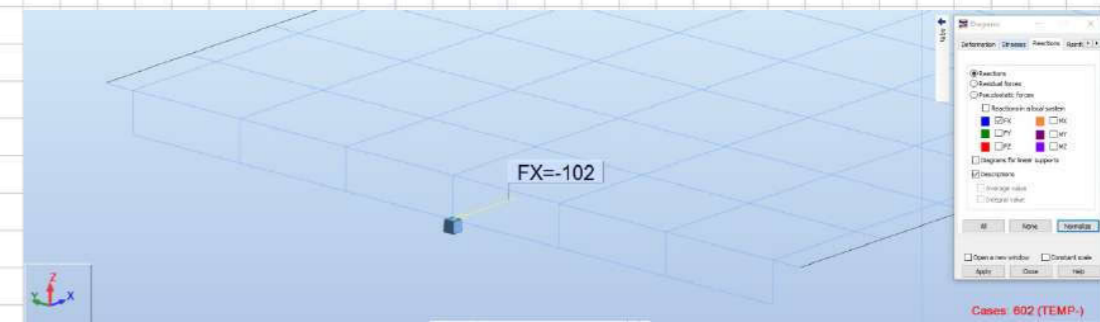 Diagrams
Deformation Stresses Reactions
Reactions
Residual forces
Pseudostatic forces
Reactions in a local system
FX MX
FY MY
FZ MZ
Diagrams for linear supports
Descriptions
Average value
Integral value
All None Normalize
Open a new window Constant scale
Apply Close Help
FX=-102
Z
Y X
Cases: 602 (TEMP-)